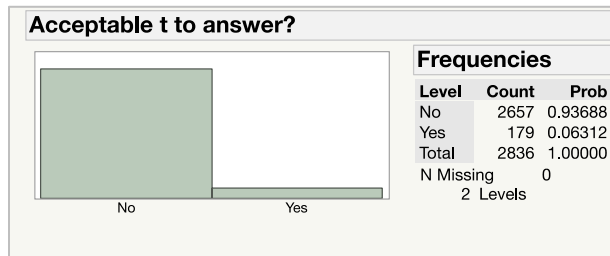 Acceptable t to answer?
No Yes
Frequencies
Level Count Prob
No 2657 0.93688
Yes 179 0.06312
Total 2836 1.00000
N Missing 0
2 Levels